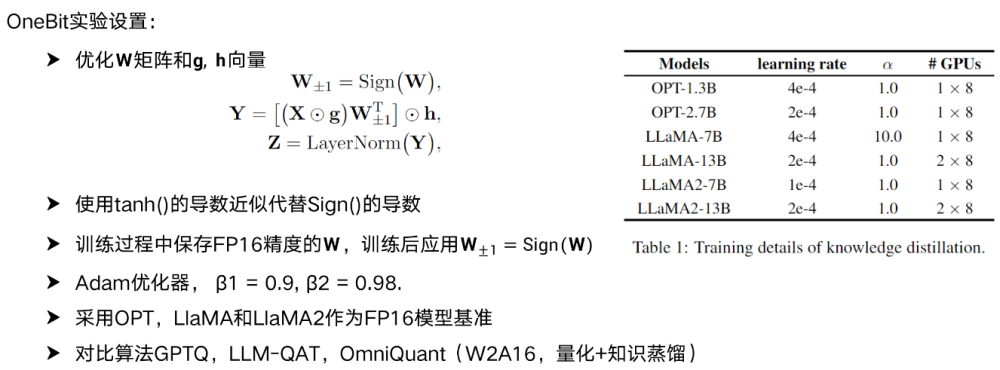 OneBit实验设置：
➤ 优化W矩阵和g, h向量
W±1 = Sign(W),
Y = [(X ⊙ g)W^T_±1] ⊙ h,
Z = LayerNorm(Y),
➤ 使用tanh()的导数近似代替Sign()的导数
➤ 训练过程中保存FP16精度的W，训练后应用W±1 = Sign(W)
➤ Adam优化器， β1 = 0.9, β2 = 0.98.
➤ 采用OPT，LlaMA和LlaMA2作为FP16模型基准
➤ 对比算法GPTQ，LLM-QAT，OmniQuant（W2A16，量化+知识蒸馏）
Models learning rate α # GPUs
OPT-1.3B 4e-4 1.0 1 × 8
OPT-2.7B 2e-4 1.0 1 × 8
LLaMA-7B 4e-4 10.0 1 × 8
LLaMA-13B 2e-4 1.0 2 × 8
LLaMA2-7B 1e-4 1.0 1 × 8
LLaMA2-13B 2e-4 1.0 2 × 8
Table 1: Training details of knowledge distillation.